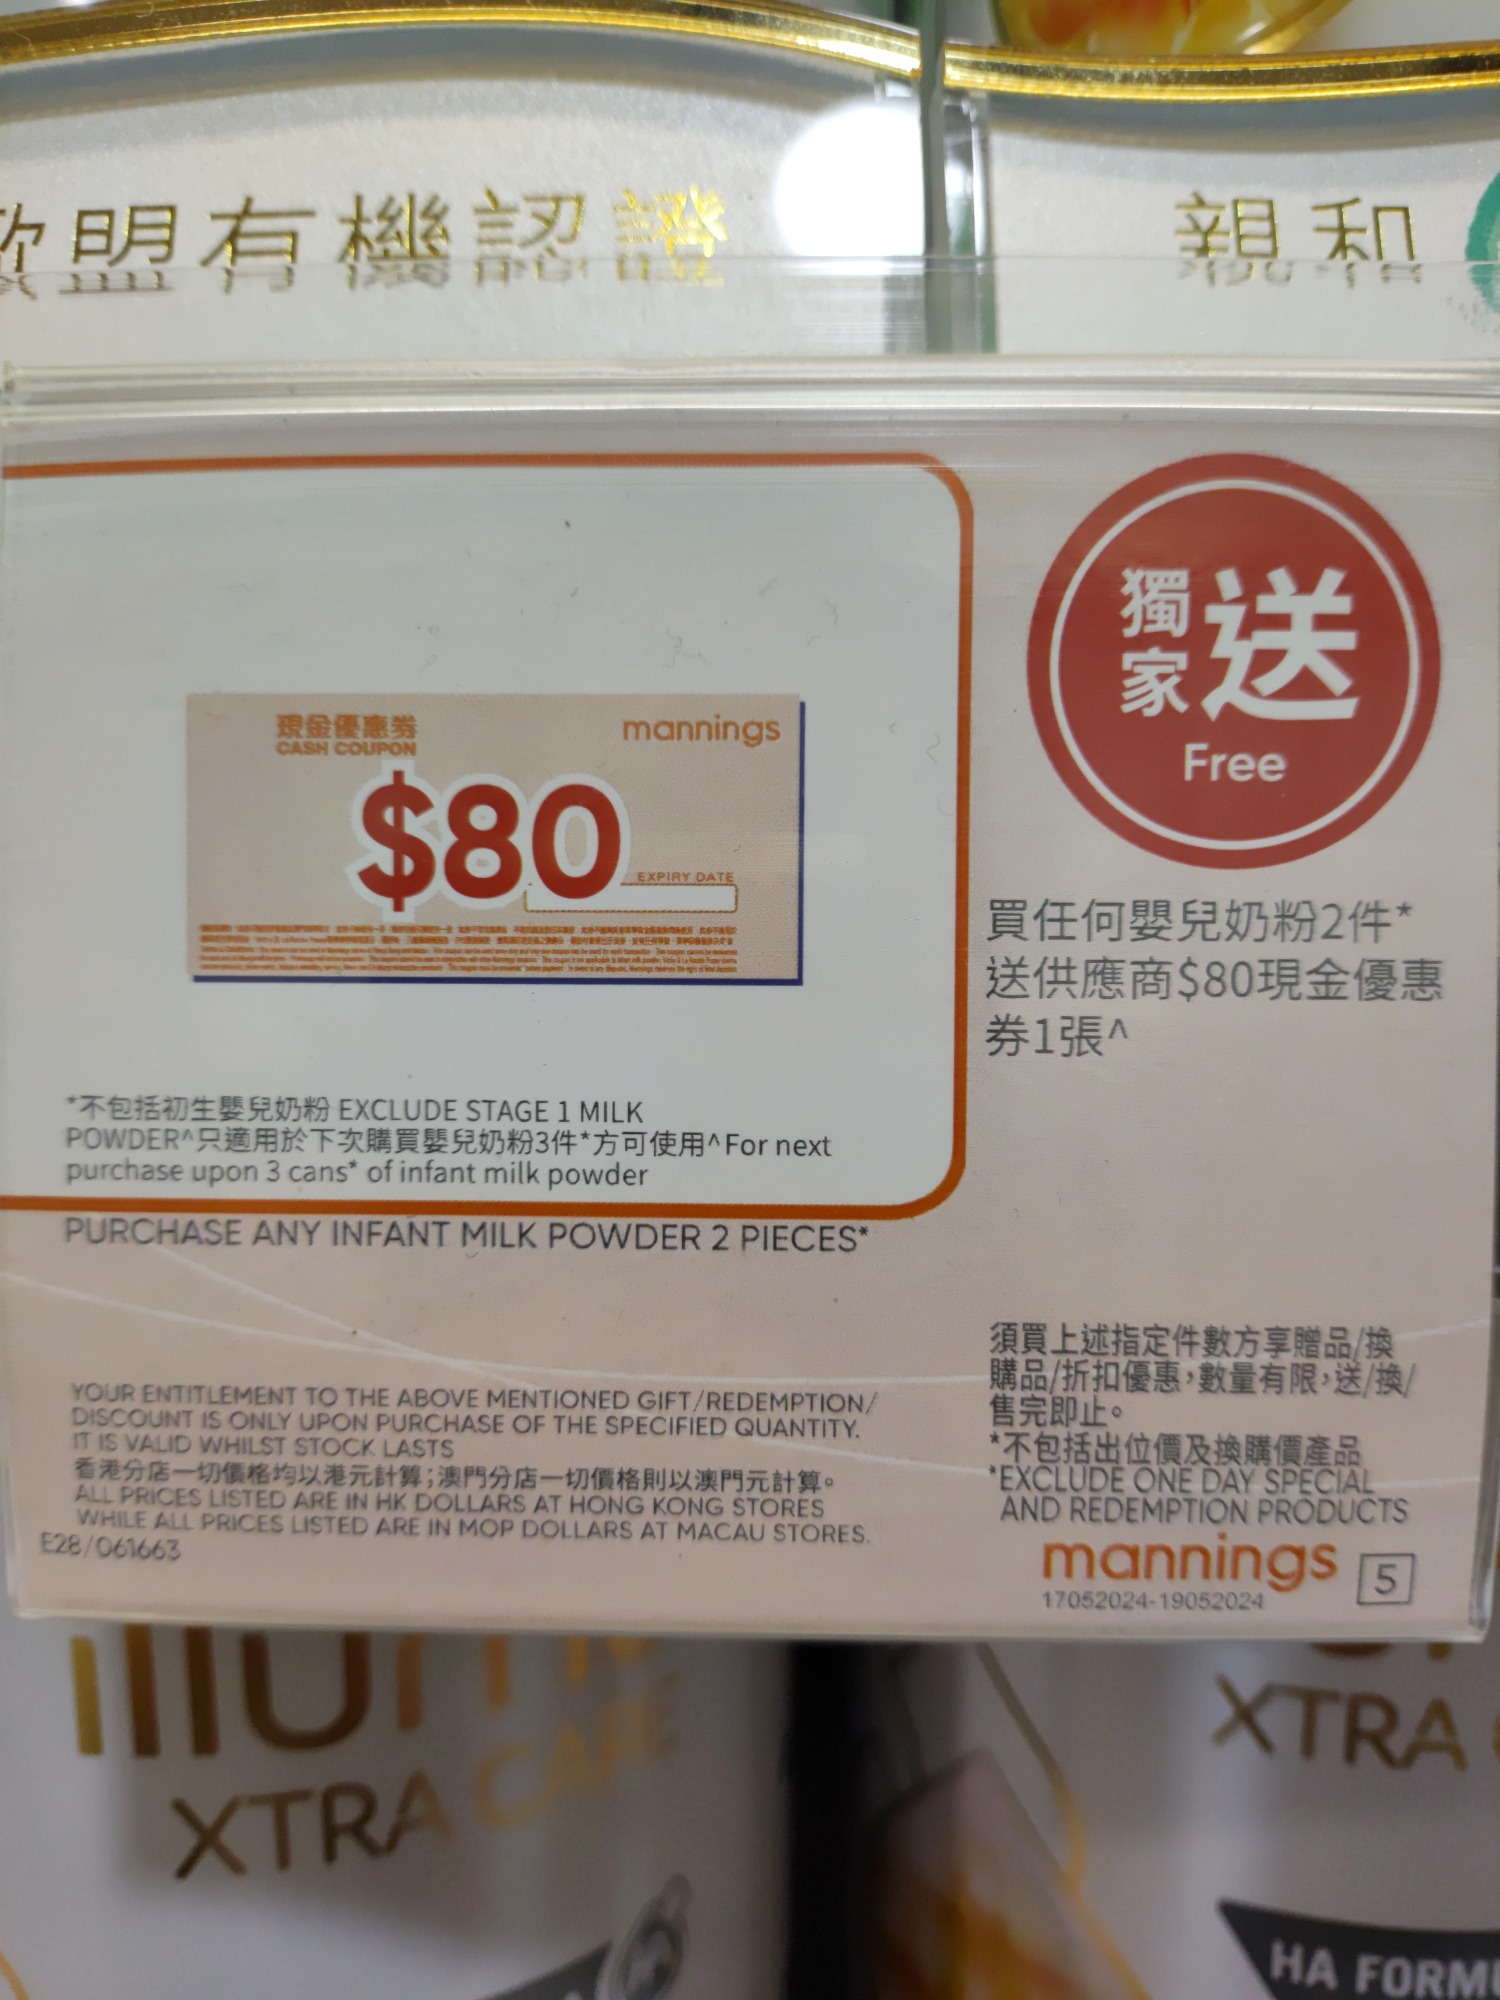 歐盟有機認證
親和
現金優惠券
CASH COUPON
mannings
$80
EXPIRY DATE
獨家送
Free
買任何嬰兒奶粉2件*
送供應商$80現金優惠
券1張^
*不包括初生嬰兒奶粉 EXCLUDE STAGE 1 MILK
POWDER^只適用於下次購買嬰兒奶粉3件*方可使用^For next
purchase upon 3 cans* of infant milk powder
PURCHASE ANY INFANT MILK POWDER 2 PIECES*
須買上述指定件數方享贈品/換
購品/折扣優惠，數量有限，送/換/
售完即止。
*不包括出位價及換購價產品
*EXCLUDE ONE DAY SPECIAL
AND REDEMPTION PRODUCTS
YOUR ENTITLEMENT TO THE ABOVE MENTIONED GIFT/REDEMPTION/
DISCOUNT IS ONLY UPON PURCHASE OF THE SPECIFIED QUANTITY.
IT IS VALID WHILST STOCK LASTS
香港分店一切價格均以港元計算；澳門分店一切價格則以澳門元計算。
ALL PRICES LISTED ARE IN HK DOLLARS AT HONG KONG STORES
WHILE ALL PRICES LISTED ARE IN MOP DOLLARS AT MACAU STORES.
E28/061663
mannings
5
17052024-19052024
XTRA CARE
XTRA
HA FORMU